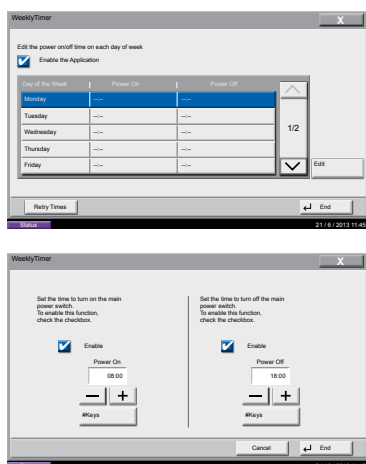 WeeklyTimer
X
Edit the power on/off time on each day of week
Enable the Application
Day of the Week Power On Power Off
Monday --:-- --:--
Tuesday --:-- --:--
Wednesday --:-- --:--
Thursday --:-- --:--
Friday --:-- --:--
1/2
Edit
Retry Times
End
Status 21 / 6 / 2013 11:45
WeeklyTimer
X
Set the time to turn on the main
power switch.
To enable this function,
check the checkbox.
Enable
Power On
08:00
#Keys
Set the time to turn off the main
power switch.
To enable this function,
check the checkbox.
Enable
Power Off
18:00
#Keys
Cancel
End